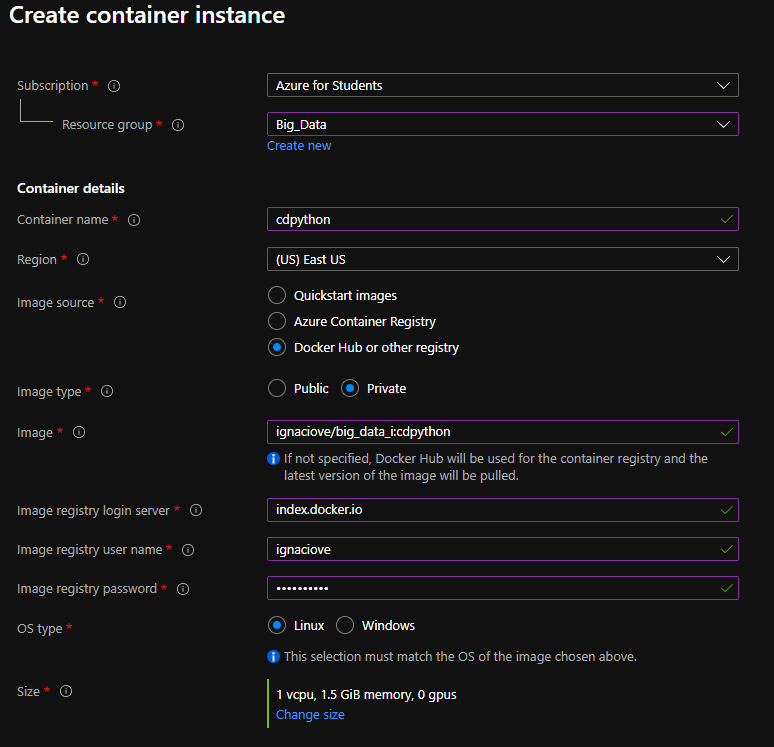 Create container instance
Subscription * Azure for Students
Resource group * Big_Data
Create new
Container details
Container name * cdpython
Region * (US) East US
Image source * Quickstart images
Azure Container Registry
Docker Hub or other registry
Image type * Public Private
Image * ignaciove/big_data_i:cdpython
If not specified, Docker Hub will be used for the container registry and the
latest version of the image will be pulled.
Image registry login server * index.docker.io
Image registry user name * ignaciove
Image registry password * ••••••••••
OS type * Linux Windows
This selection must match the OS of the image chosen above.
Size * 1 vcpu, 1.5 GiB memory, 0 gpus
Change size